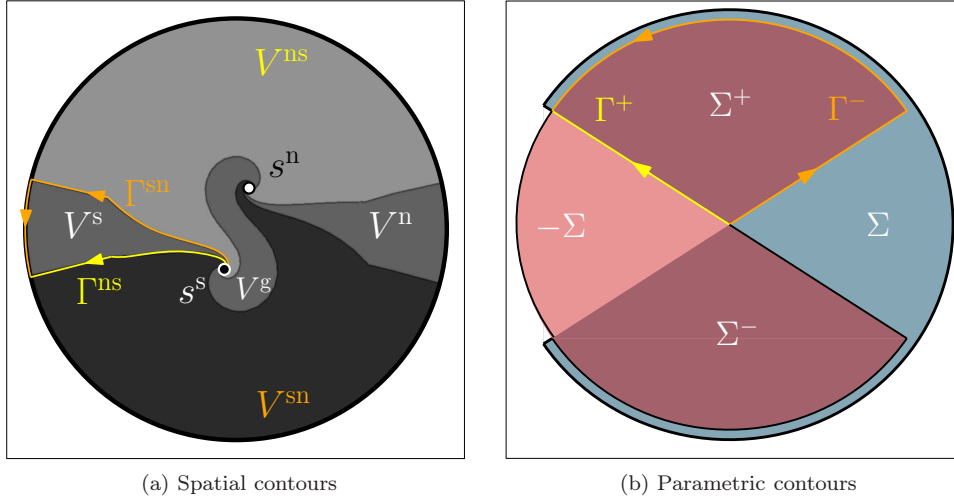 V^ns
s^n
Γ^sn
V^s
V^n
s^s
V^g
Γ^ns
V^sn
(a) Spatial contours
Γ^+
Σ^+
Γ^−
−Σ
Σ
Σ^−
(b) Parametric contours